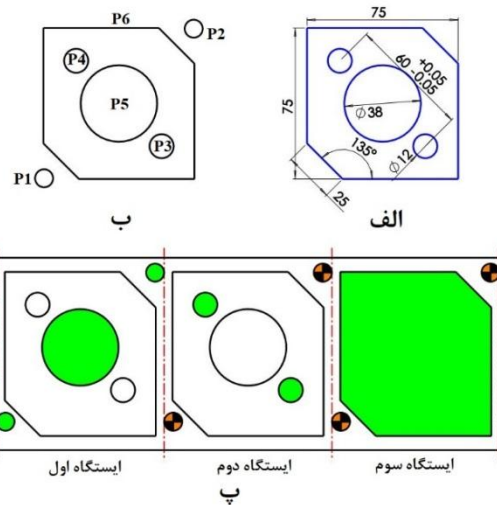 P6
P2
P4
P5
P3
P1
ب
75
75
60 +0.05 -0.05
Ø38
Ø12
135°
25
الف
ایستگاه اول
ایستگاه دوم
ایستگاه سوم
پ